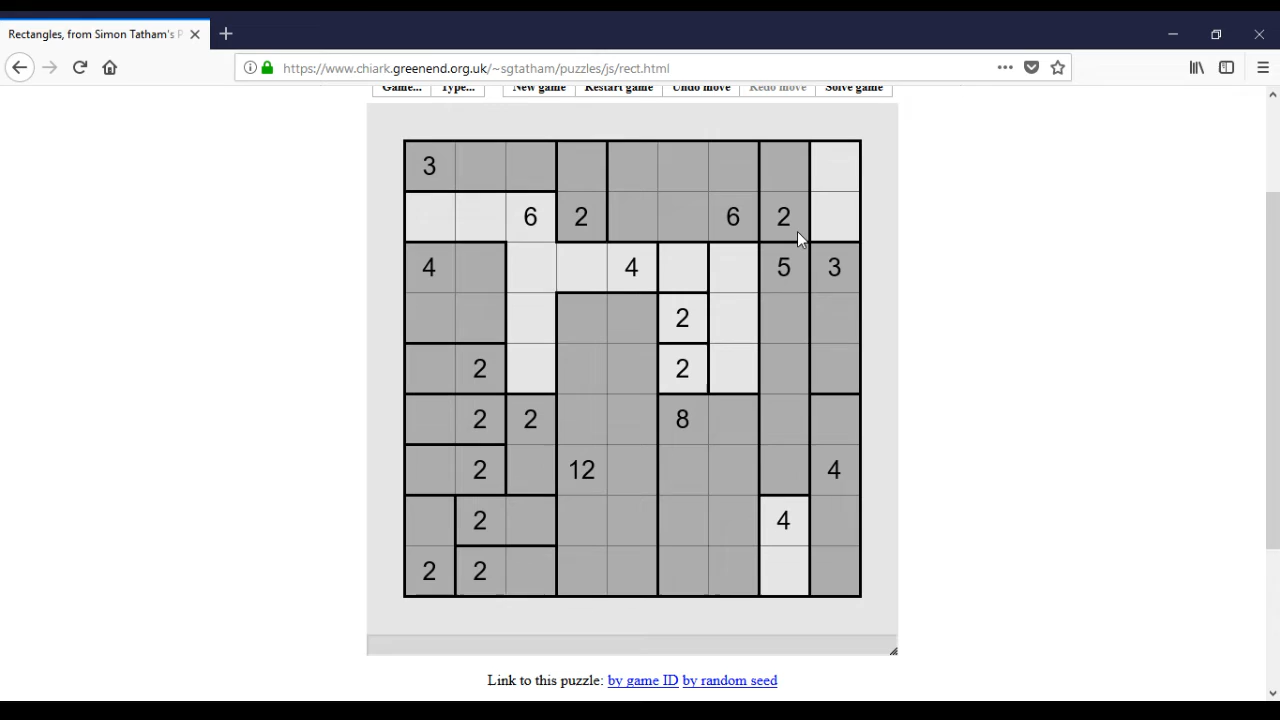 Rectangles, from Simon Tatham's P
https://www.chiark.greenend.org.uk/~sgtatham/puzzles/js/rect.html
Game... Type... New game Restart game Undo move Redo move Solve game
3
6 2 6 2
4 4 5 3
2
2 2
2 2 8
2 12 4
2 4
2 2
Link to this puzzle: by game ID by random seed